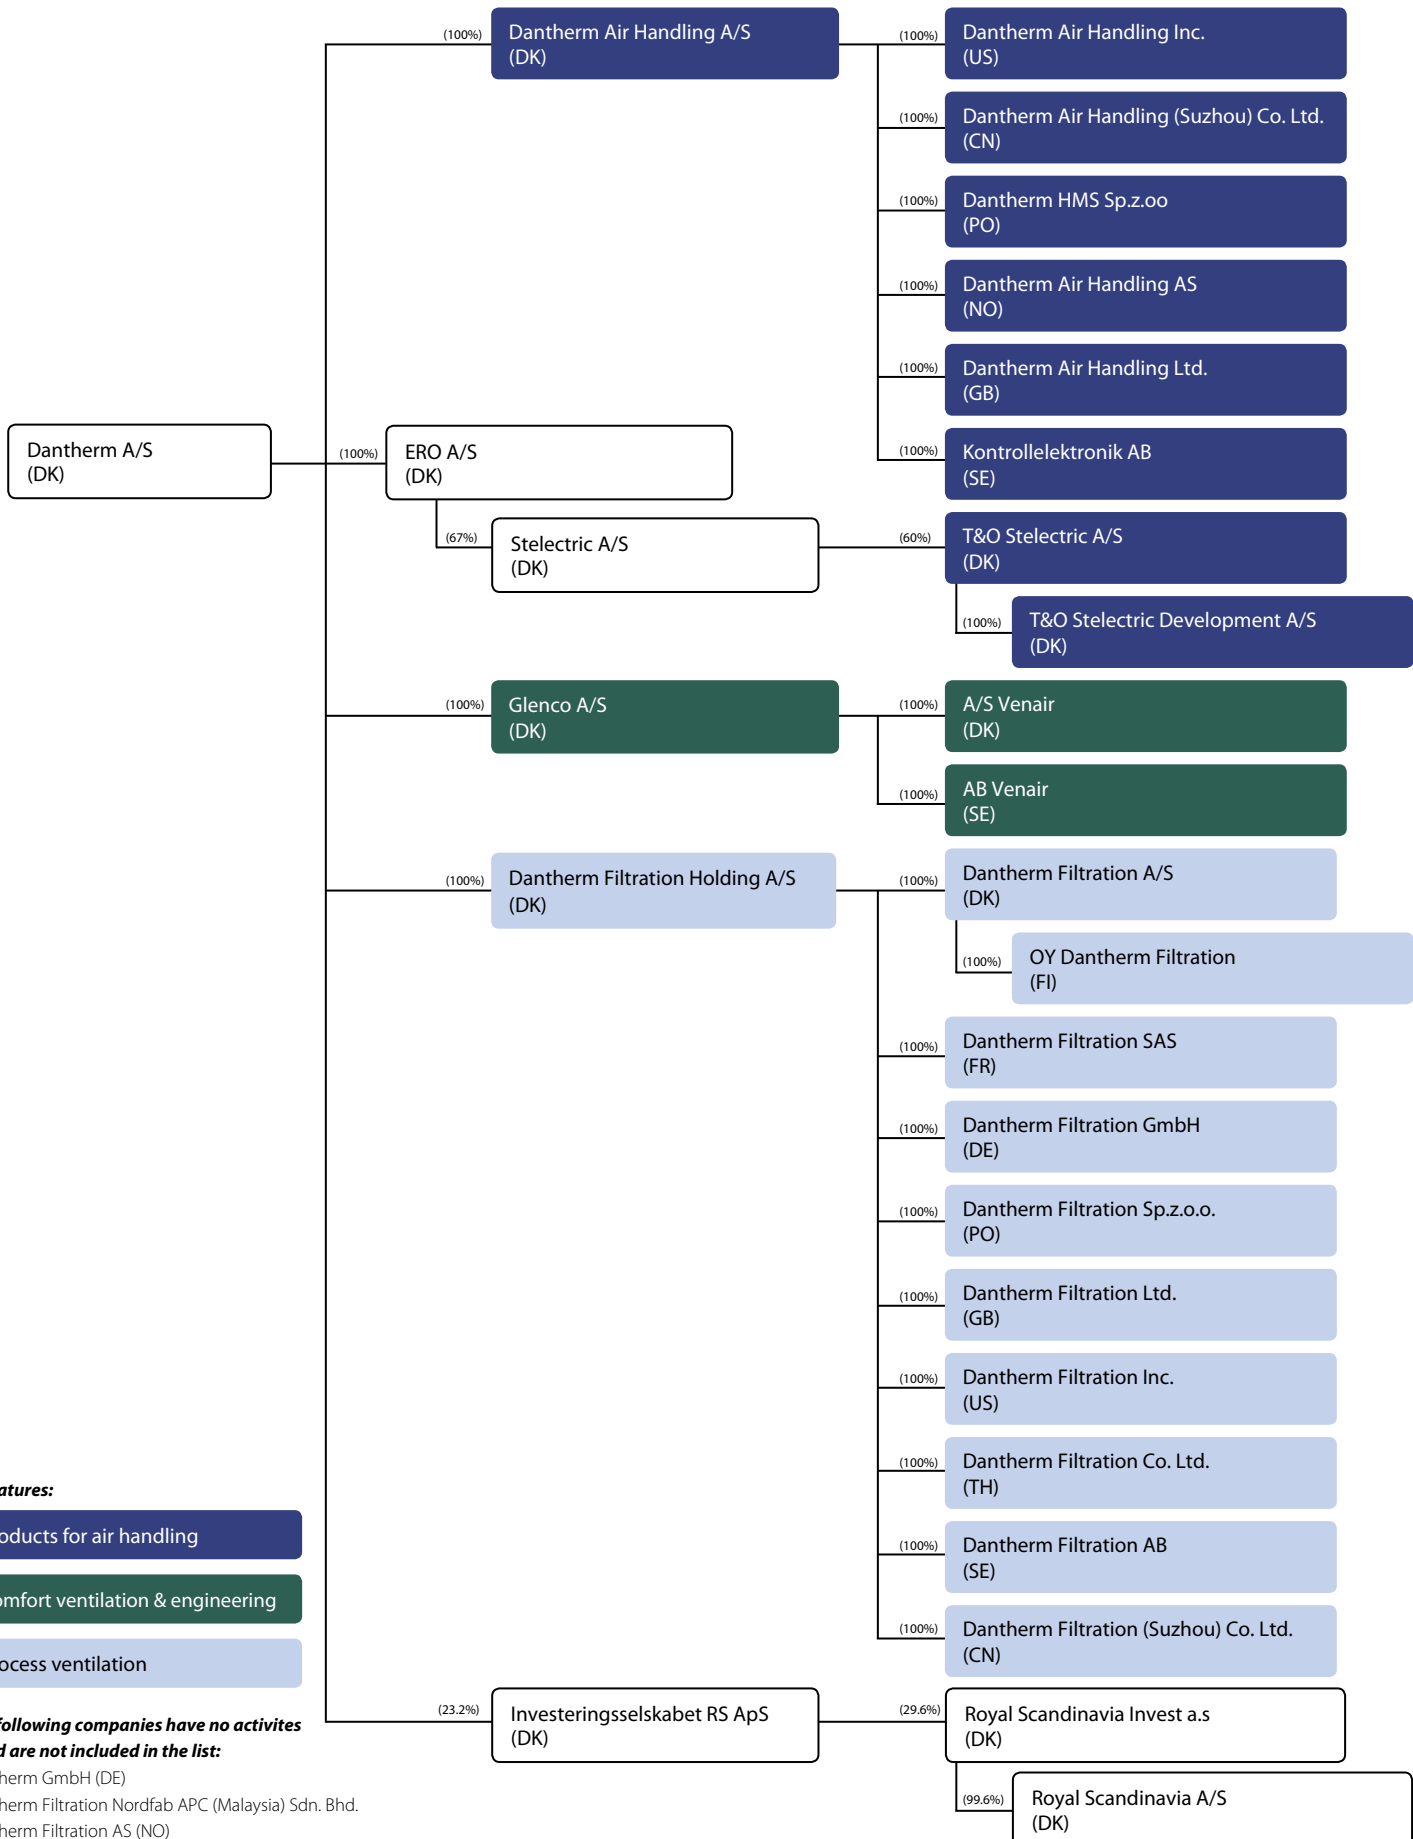 (100%)
Dantherm Air Handling A/S
(DK)
(100%)
Dantherm Air Handling Inc.
(US)
(100%)
Dantherm Air Handling (Suzhou) Co. Ltd.
(CN)
(100%)
Dantherm HMS Sp.z.oo
(PO)
(100%)
Dantherm Air Handling AS
(NO)
(100%)
Dantherm Air Handling Ltd.
(GB)
(100%)
Kontrollelektronik AB
(SE)
Dantherm A/S
(DK)
(100%)
ERO A/S
(DK)
(67%)
Stelectric A/S
(DK)
(60%)
T&O Stelectric A/S
(DK)
(100%)
T&O Stelectric Development A/S
(DK)
(100%)
Glenco A/S
(DK)
(100%)
A/S Venair
(DK)
(100%)
AB Venair
(SE)
(100%)
Dantherm Filtration Holding A/S
(DK)
(100%)
Dantherm Filtration A/S
(DK)
(100%)
OY Dantherm Filtration
(FI)
(100%)
Dantherm Filtration SAS
(FR)
(100%)
Dantherm Filtration GmbH
(DE)
(100%)
Dantherm Filtration Sp.z.o.o.
(PO)
(100%)
Dantherm Filtration Ltd.
(GB)
(100%)
Dantherm Filtration Inc.
(US)
(100%)
Dantherm Filtration Co. Ltd.
(TH)
(100%)
Dantherm Filtration AB
(SE)
(100%)
Dantherm Filtration (Suzhou) Co. Ltd.
(CN)
(23.2%)
Investeringsselskabet RS ApS
(DK)
(29.6%)
Royal Scandinavia Invest a.s
(DK)
(99.6%)
Royal Scandinavia A/S
(DK)
atures:
oducts for air handling
omfort ventilation & engineering
ocess ventilation
following companies have no activites
d are not included in the list:
herm GmbH (DE)
herm Filtration Nordfab APC (Malaysia) Sdn. Bhd.
herm Filtration AS (NO)